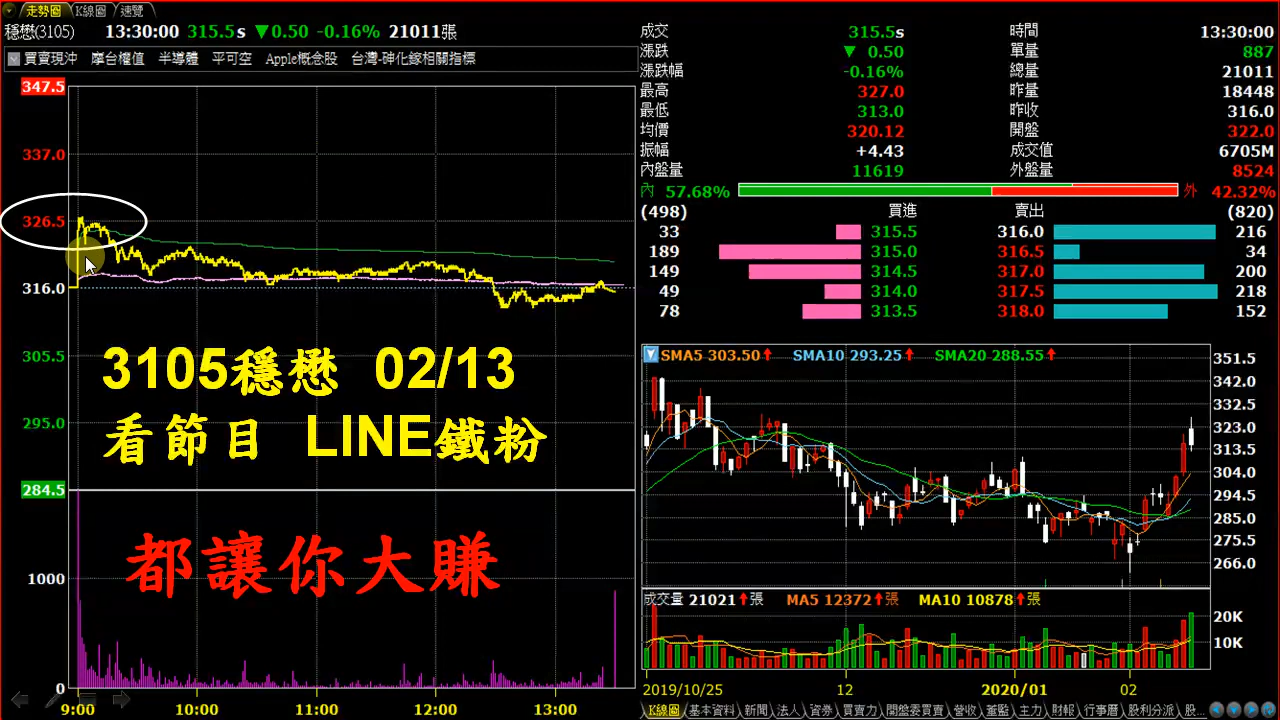 走勢圖 K線圖 速覽
穩懋(3105) 13:30:00 315.5s ▼0.50 -0.16% 21011張
買賣現沖 摩台權值 半導體 平可空 Apple概念股 台灣-砷化鎵相關指標
347.5
337.0
326.5
316.0
305.5
295.0
284.5
1000
0
9:00 10:00 11:00 12:00 13:00
3105穩懋 02/13
看節目 LINE鐵粉
都讓你大賺
成交 315.5s 時間 13:30:00
漲跌 ▼ 0.50 單量 887
漲跌幅 -0.16% 總量 21011
最高 327.0 昨量 18448
最低 313.0 昨收 316.0
均價 320.12 開盤 322.0
振幅 +4.43 成交值 6705M
內盤量 11619 外盤量 8524
內 57.68% 外 42.32%
(498) 買進 賣出 (820)
33 315.5 316.0 216
189 315.0 316.5 34
149 314.5 317.0 200
49 314.0 317.5 218
78 313.5 318.0 152
SMA5 303.50 SMA10 293.25 SMA20 288.55
351.5
342.0
332.5
323.0
313.5
304.0
294.5
285.0
275.5
266.0
成交量 21021張 MA5 12372張 MA10 10878張
20K
10K
2019/10/25 12 2020/01 02
K線圖 基本資料 新聞 法人 資券 買賣力 開盤委買賣 營收 董監 主力 財報 行事曆 股利分派 股..